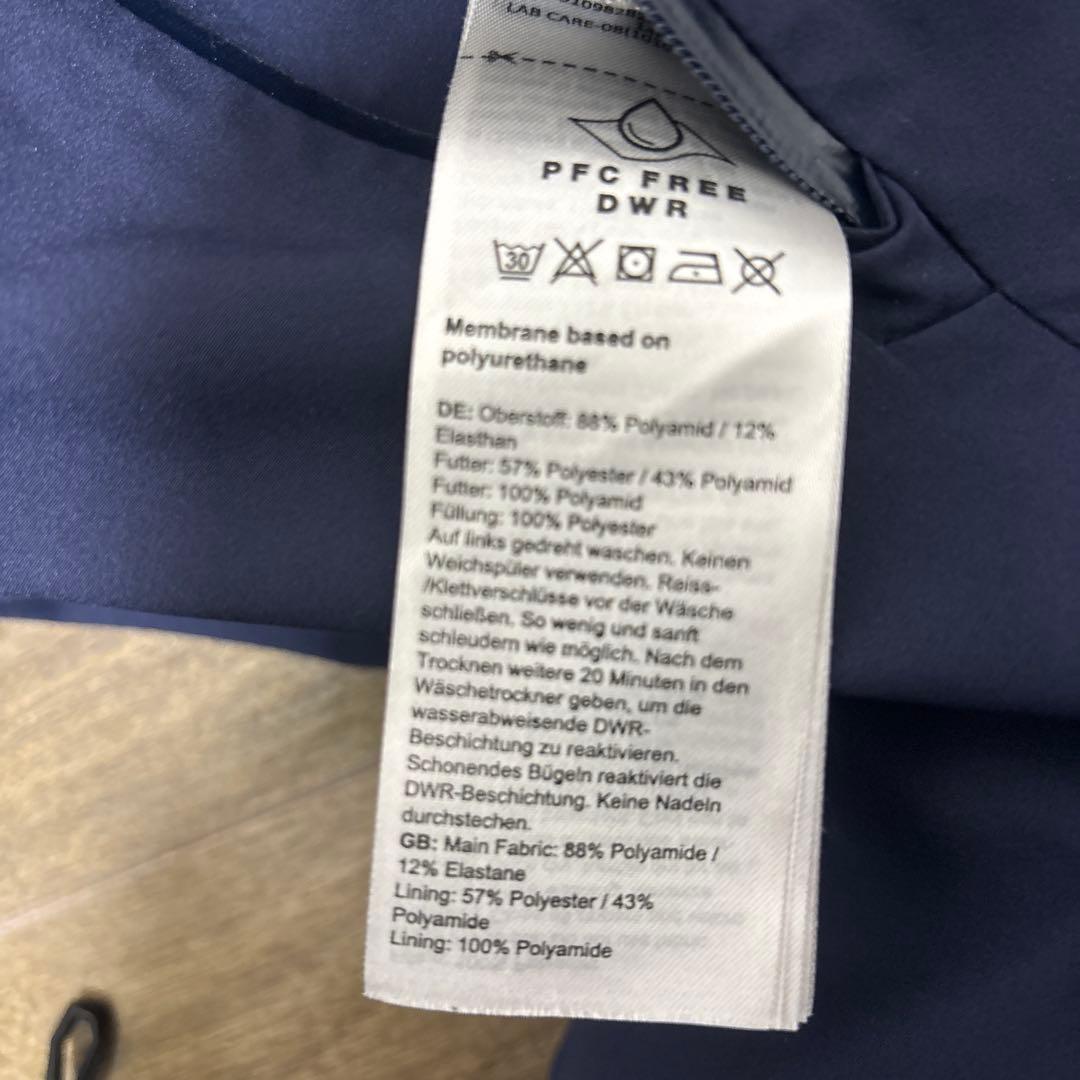 LAB CARE-08(10
PFC FREE
DWR
30
Membrane based on
polyurethane
DE: Oberstoff: 88% Polyamid / 12%
Elasthan
Futter: 57% Polyester / 43% Polyamid
Futter: 100% Polyamid
Füllung: 100% Polyester
Auf links gedreht waschen. Keinen
Weichspüler verwenden. Reiss-
/Klettverschlüsse vor der Wäsche
schließen. So wenig und sanft
schleudern wie möglich. Nach dem
Trocknen weitere 20 Minuten in den
Wäschetrockner geben, um die
wasserabweisende DWR-
Beschichtung zu reaktivieren.
Schonendes Bügeln reaktiviert die
DWR-Beschichtung. Keine Nadeln
durchstechen.
GB: Main Fabric: 88% Polyamide /
12% Elastane
Lining: 57% Polyester / 43%
Polyamide
Lining: 100% Polyamide